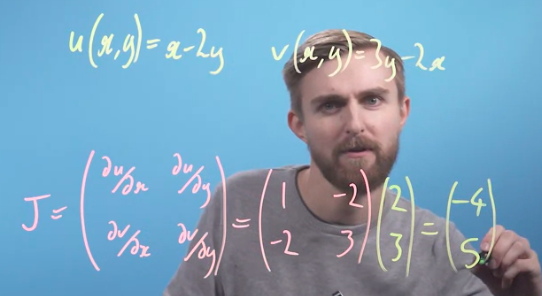 u(x,y)=x-2y v(x,y)=3y-2x
J = (∂u/∂x ∂u/∂y
∂v/∂x ∂v/∂y) = (1 -2
-2 3) (2
3) = (-4
5)